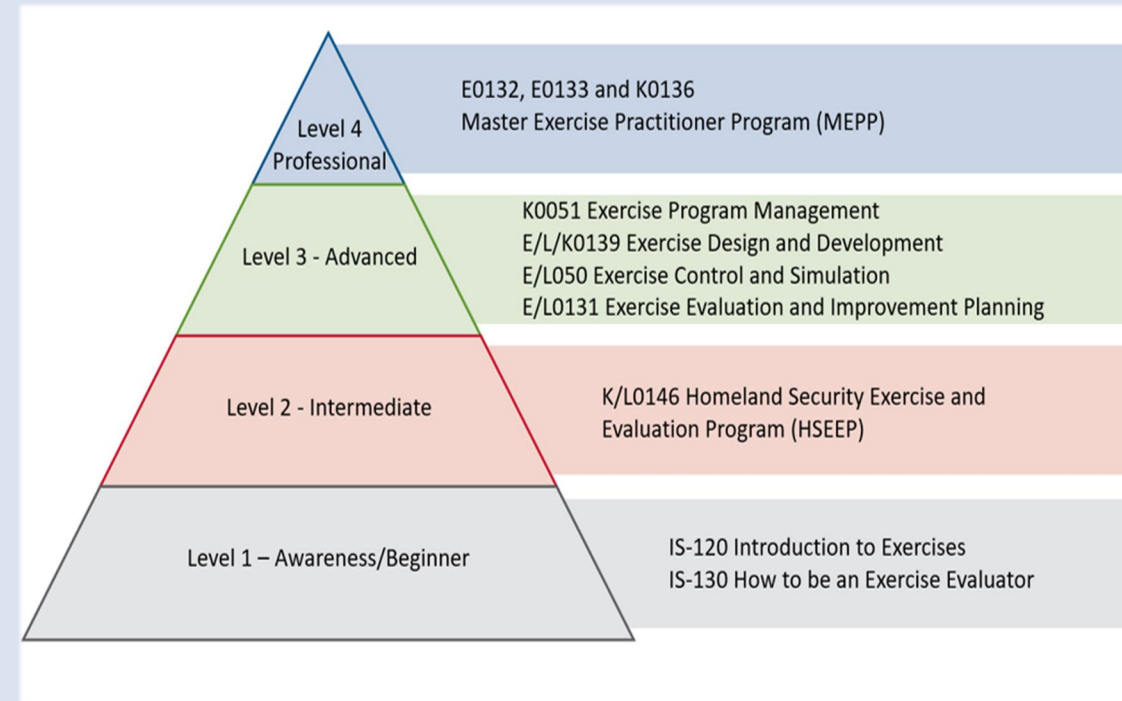 Level 4
Professional
E0132, E0133 and K0136
Master Exercise Practitioner Program (MEPP)
Level 3 - Advanced
K0051 Exercise Program Management
E/L/K0139 Exercise Design and Development
E/L050 Exercise Control and Simulation
E/L0131 Exercise Evaluation and Improvement Planning
Level 2 - Intermediate
K/L0146 Homeland Security Exercise and
Evaluation Program (HSEEP)
Level 1 – Awareness/Beginner
IS-120 Introduction to Exercises
IS-130 How to be an Exercise Evaluator